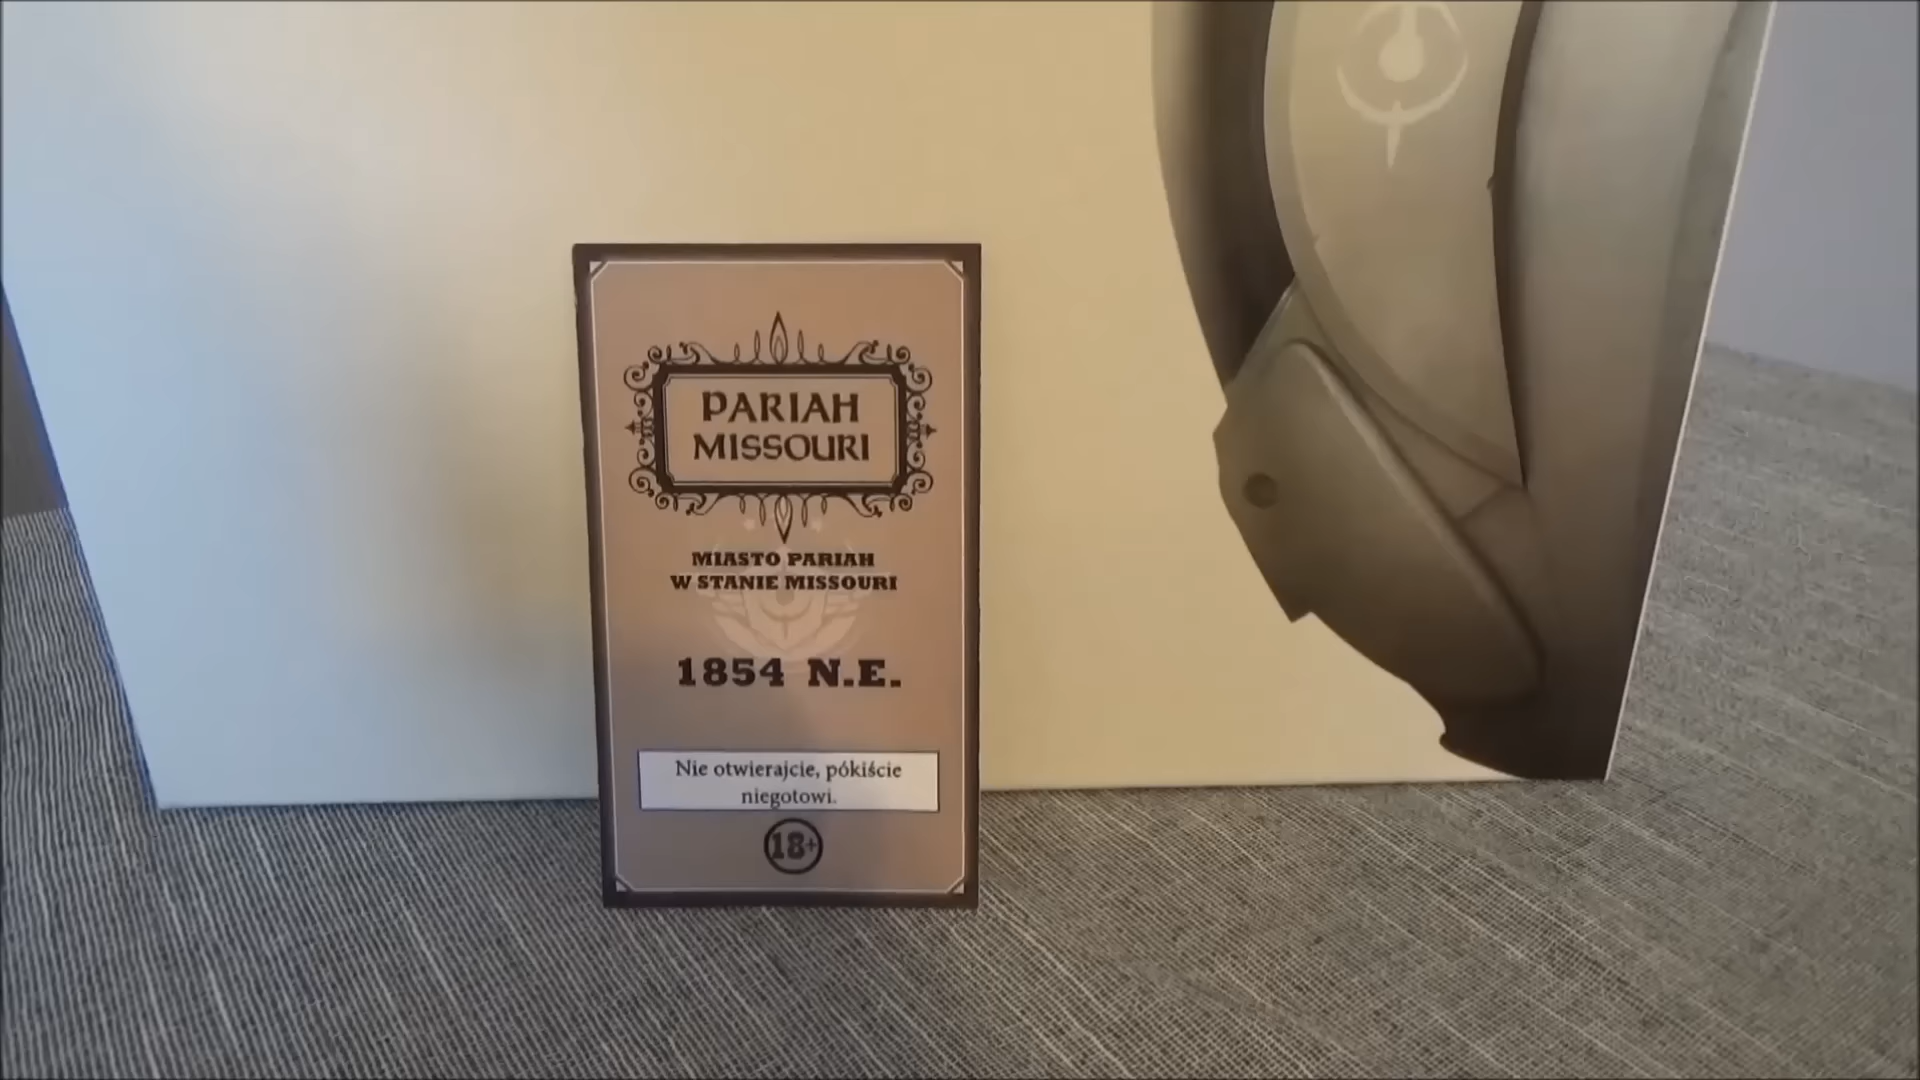 PARIAH
MISSOURI
MIASTO PARIAH
W STANIE MISSOURI
1854 N.E.
Nie otwierajcie, pókiście
niegotowi.
18+